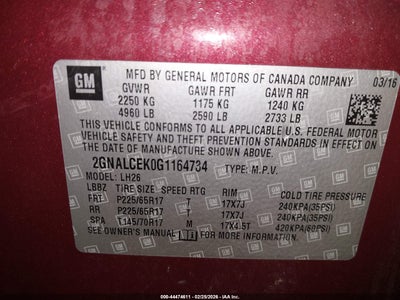 GM
MFD BY GENERAL MOTORS OF CANADA COMPANY 03/16
GVWR GAWR FRT GAWR RR
2250 KG 1175 KG 1240 KG
4960 LB 2590 LB 2733 LB
THIS VEHICLE CONFORMS TO ALL APPLICABLE U.S. FEDERAL MOTOR
VEHICLE SAFETY AND THEFT PREVENTION STANDARDS IN EFFECT ON THE
DATE OF MANUFACTURE SHOWN ABOVE.
2GNALCEK0G1164734 TYPE: M.P.V.
MODEL: LH26
LBBZ TIRE SIZE SPEED RTG RIM COLD TIRE PRESSURE
FRT P225/65R17 T 17X7J 240KPA(35PSI)
RR P225/65R17 T 17X7J 240KPA(35PSI)
SPA T145/70R17 M 17X4.5T 420KPA(60PSI)
SEE OWNER'S MANUAL FOR MORE INFORMATION.
000-44474611 - 02/25/2026 - IAA, Inc.